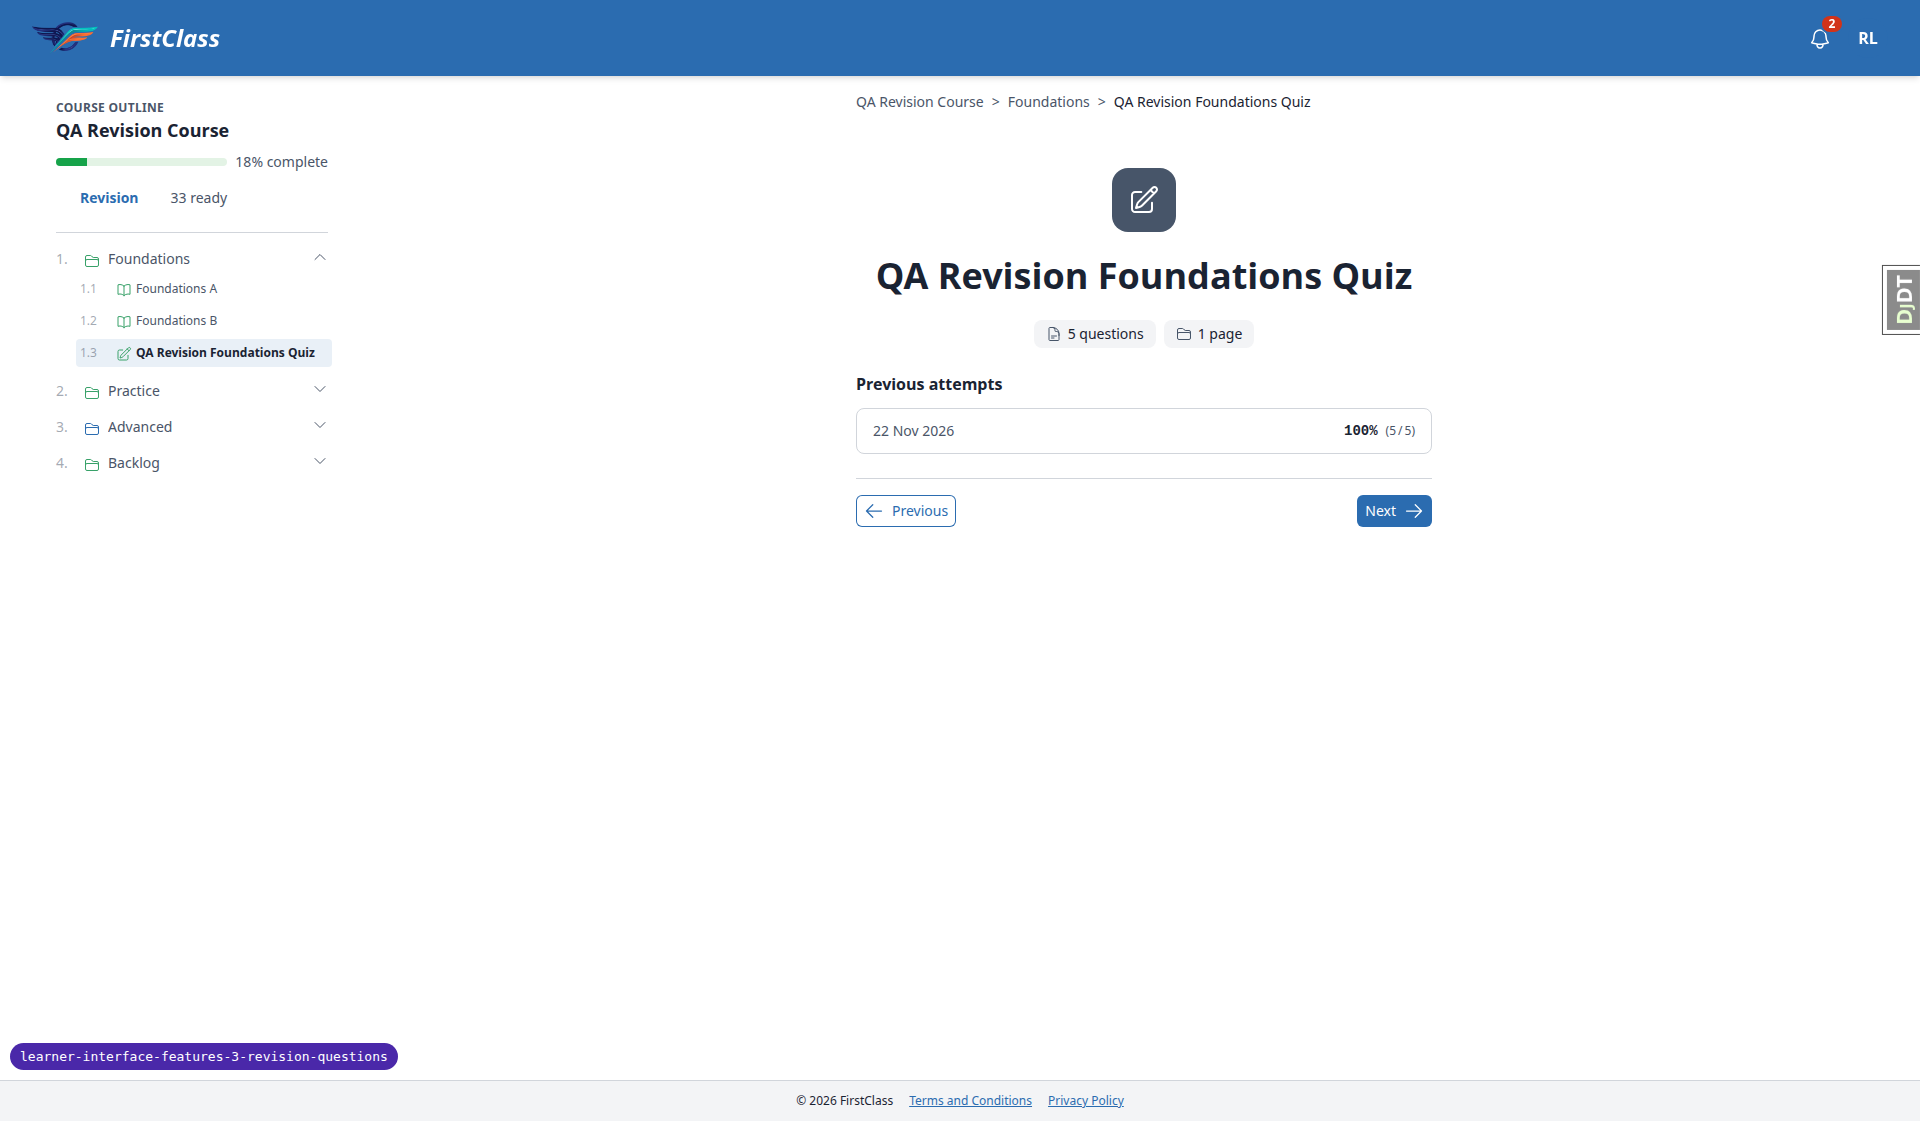 FirstClass
2
RL
COURSE OUTLINE
QA Revision Course
18% complete
Revision 33 ready
1. Foundations
1.1 Foundations A
1.2 Foundations B
1.3 QA Revision Foundations Quiz
2. Practice
3. Advanced
4. Backlog
QA Revision Course > Foundations > QA Revision Foundations Quiz
QA Revision Foundations Quiz
5 questions 1 page
Previous attempts
22 Nov 2026 100% (5/5)
Previous Next
DjDT
learner-interface-features-3-revision-questions
© 2026 FirstClass Terms and Conditions Privacy Policy